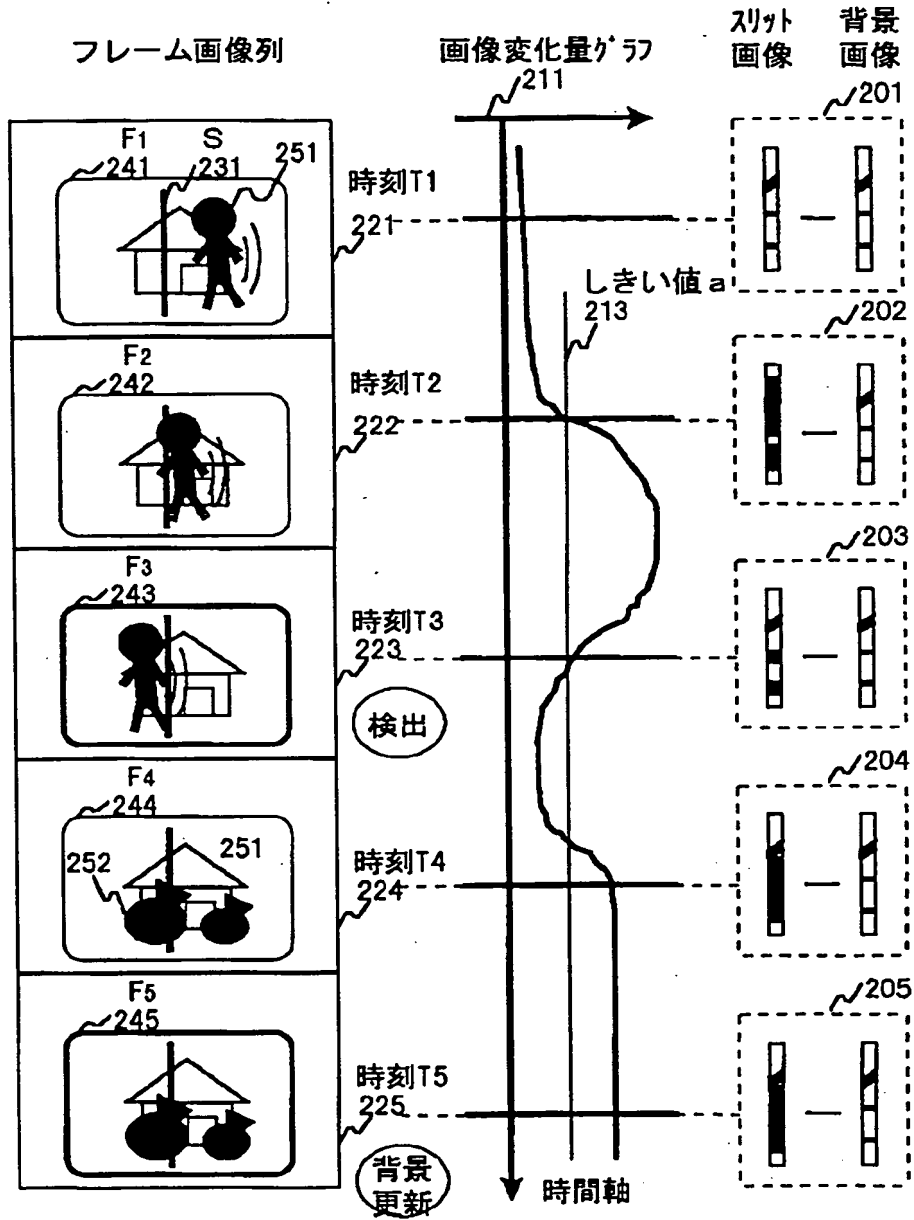 フレーム画像列
画像変化量グラフ
スリット画像
背景画像
211
201
F1
S
241
231
251
時刻T1
221
しきい値a
213
202
F2
242
時刻T2
222
203
F3
243
時刻T3
223
検出
204
F4
244
252
251
時刻T4
224
205
F5
245
時刻T5
225
背景
更新
時間軸